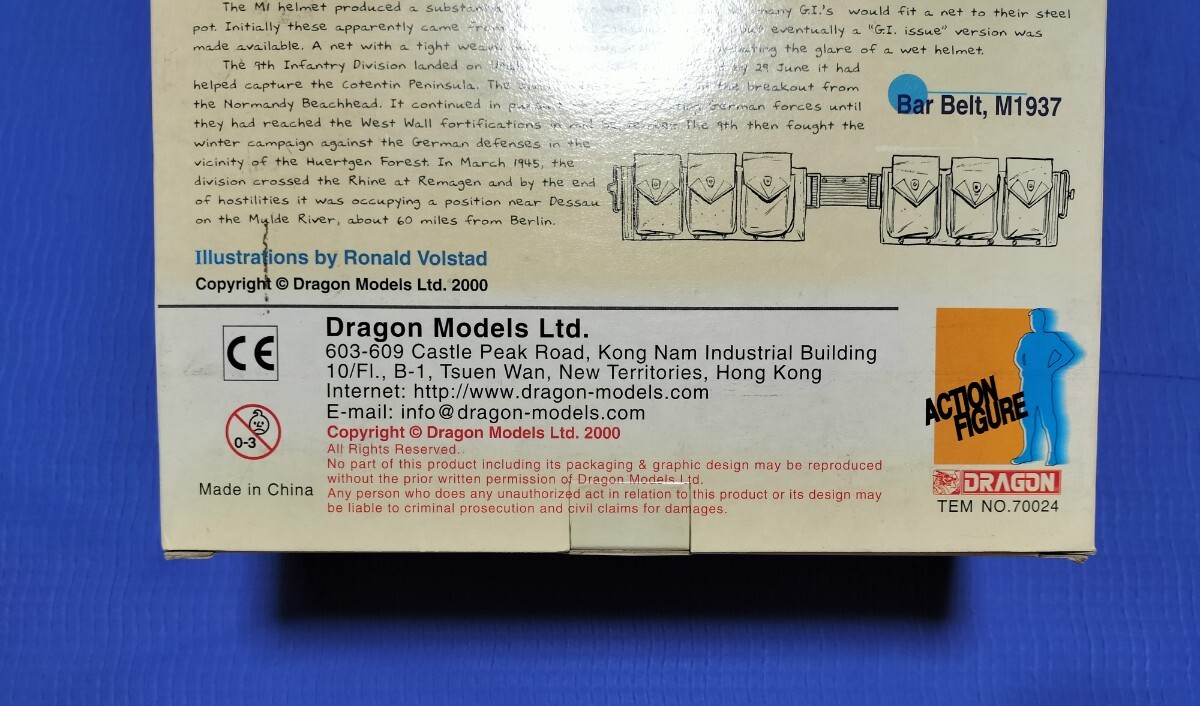 The M1 helmet produced a many G.I.'s would fit a net to their steel
pot. Initially these apparently came eventually a "G.I. issue" version was
made available. A net with a tight the glare of a wet helmet.
The 9th Infantry Division landed on by 29 June it had
helped capture the Cotentin Peninsula. The the breakout from
the Normandy Beachhead. It continued in German forces until
they had reached the West Wall fortifications in The 9th then fought the
winter campaign against the German defenses in the
vicinity of the Huertgen Forest. In March 1945, the
division crossed the Rhine at Remagen and by the end
of hostilities it was occupying a position near Dessau
on the Mulde River, about 60 miles from Berlin.
Bar Belt, M1937
Illustrations by Ronald Volstad
Copyright © Dragon Models Ltd. 2000
CE
0-3
Made in China
Dragon Models Ltd.
603-609 Castle Peak Road, Kong Nam Industrial Building
10/Fl., B-1, Tsuen Wan, New Territories, Hong Kong
Internet: http://www.dragon-models.com
E-mail: info@dragon-models.com
Copyright © Dragon Models Ltd. 2000
All Rights Reserved..
No part of this product including its packaging & graphic design may be reproduced
without the prior written permission of Dragon Models Ltd.
Any person who does any unauthorized act in relation to this product or its design may
be liable to criminal prosecution and civil claims for damages.
ACTION
FIGURE
DRAGON
TEM NO.70024